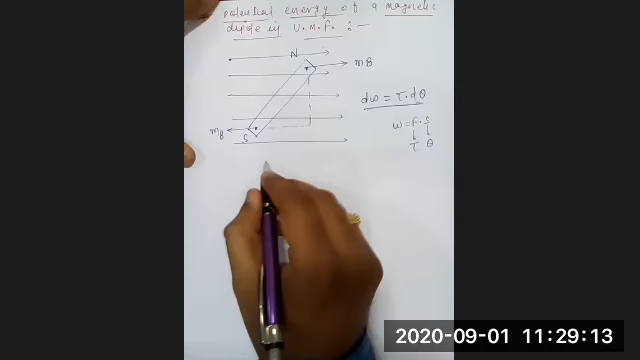 potential energy of a magnetic
dipole in U.M.F. :-
N
mB
dw = τ·dθ
w = F·S
τ θ
mB
S
2020-09-01 11:29:13